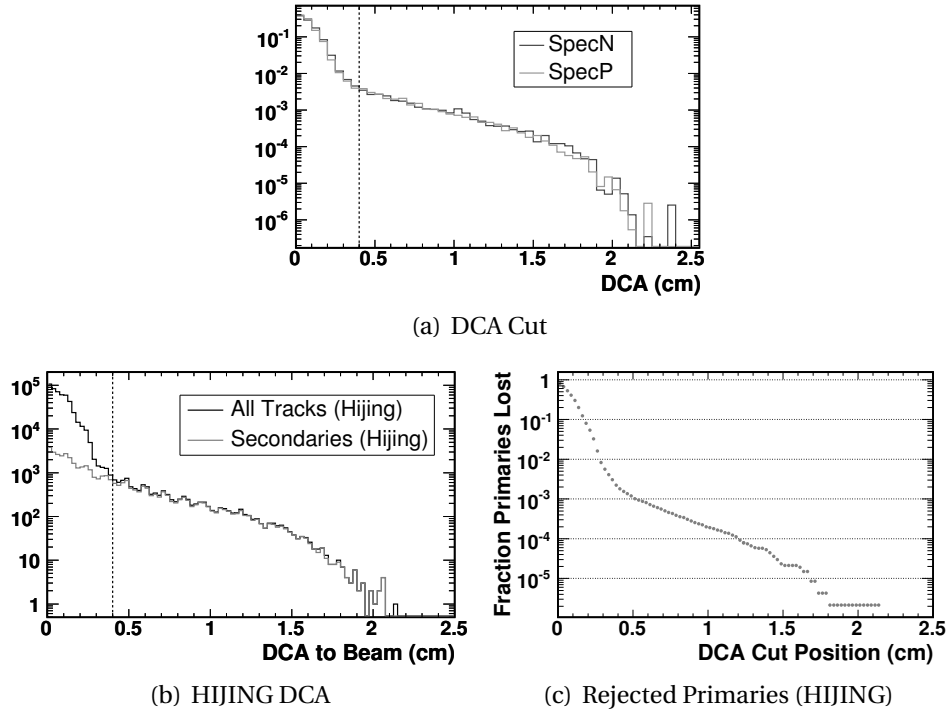 10⁻¹
10⁻²
10⁻³
10⁻⁴
10⁻⁵
10⁻⁶
SpecN
SpecP
0 0.5 1 1.5 2 2.5
DCA (cm)
(a) DCA Cut
10⁵
10⁴
10³
10²
10
1
All Tracks (Hijing)
Secondaries (Hijing)
0 0.5 1 1.5 2 2.5
DCA to Beam (cm)
(b) HIJING DCA
Fraction Primaries Lost
1
10⁻¹
10⁻²
10⁻³
10⁻⁴
10⁻⁵
0 0.5 1 1.5 2 2.5
DCA Cut Position (cm)
(c) Rejected Primaries (HIJING)